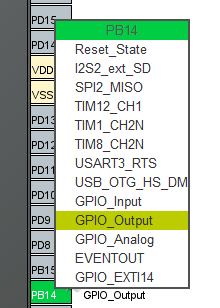 PD15
PB14
PD14
Reset_State
I2S2_ext_SD
VDD
SPI2_MISO
VSS
TIM12_CH1
PD13
TIM1_CH2N
PD12
TIM8_CH2N
PD11
USART3_RTS
USB_OTG_HS_DM
PD10
GPIO_Input
PD9
GPIO_Output
PD8
GPIO_Analog
EVENTOUT
PB15
GPIO_EXTI14
PB14
GPIO_Output